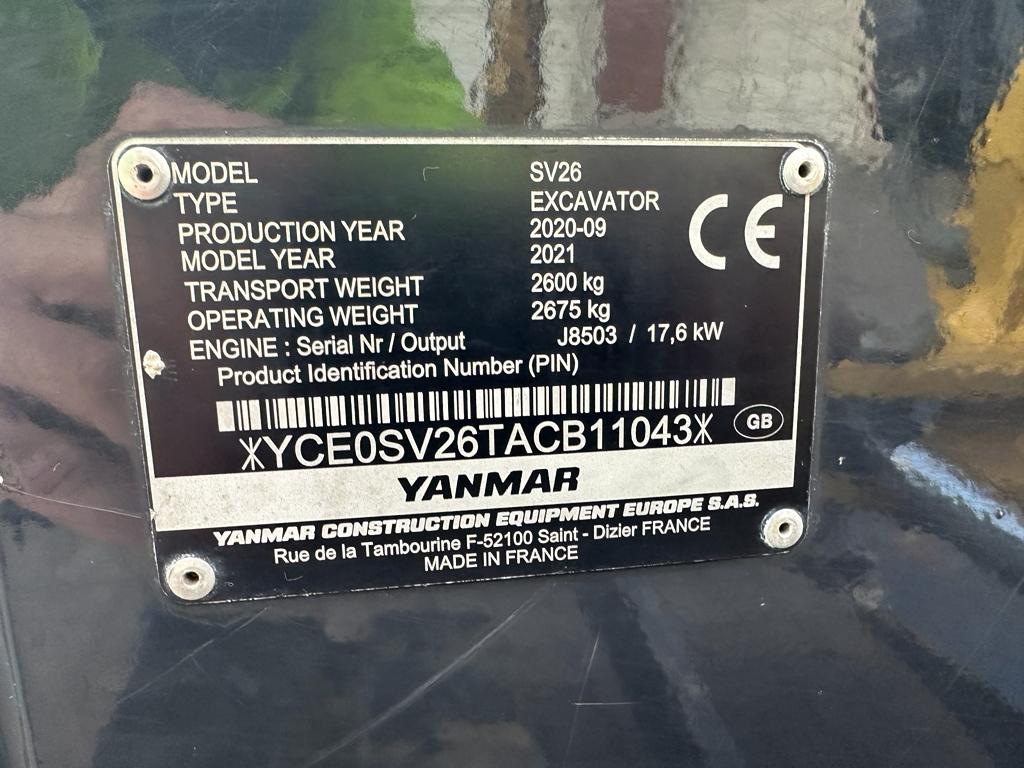 MODEL SV26
TYPE EXCAVATOR
PRODUCTION YEAR 2020-09
MODEL YEAR 2021
TRANSPORT WEIGHT 2600 kg
OPERATING WEIGHT 2675 kg
ENGINE : Serial Nr / Output J8503 / 17,6 kW
Product Identification Number (PIN)
*YCE0SV26TACB11043*
GB
CE
YANMAR
YANMAR CONSTRUCTION EQUIPMENT EUROPE S.A.S.
Rue de la Tambourine F-52100 Saint - Dizier FRANCE
MADE IN FRANCE